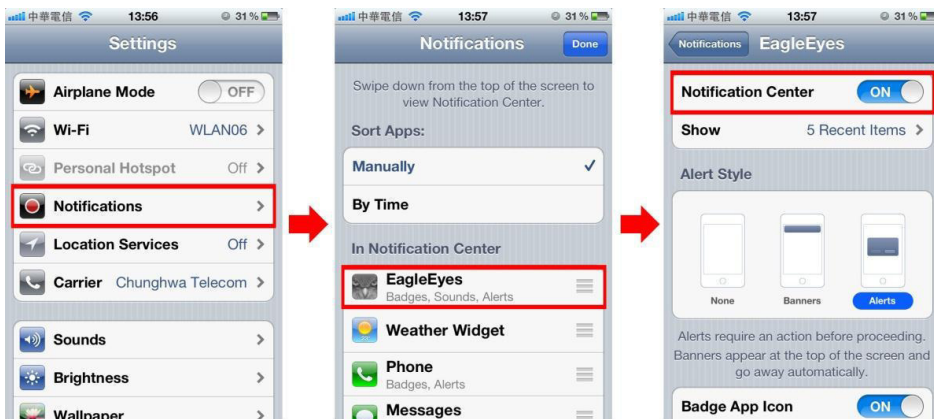 中華電信 13:56 31%
Settings
Airplane Mode OFF
Wi-Fi WLAN06
Personal Hotspot Off
Notifications
Location Services Off
Carrier Chunghwa Telecom
Sounds
Brightness
Wallpaper
中華電信 13:57 31%
Notifications Done
Swipe down from the top of the screen to
view Notification Center.
Sort Apps:
Manually
By Time
In Notification Center
EagleEyes
Badges, Sounds, Alerts
Weather Widget
Phone
Badges, Alerts
Messages
中華電信 13:57 31%
Notifications EagleEyes
Notification Center ON
Show 5 Recent Items
Alert Style
None Banners Alerts
Alerts require an action before proceeding.
Banners appear at the top of the screen and
go away automatically.
Badge App Icon ON